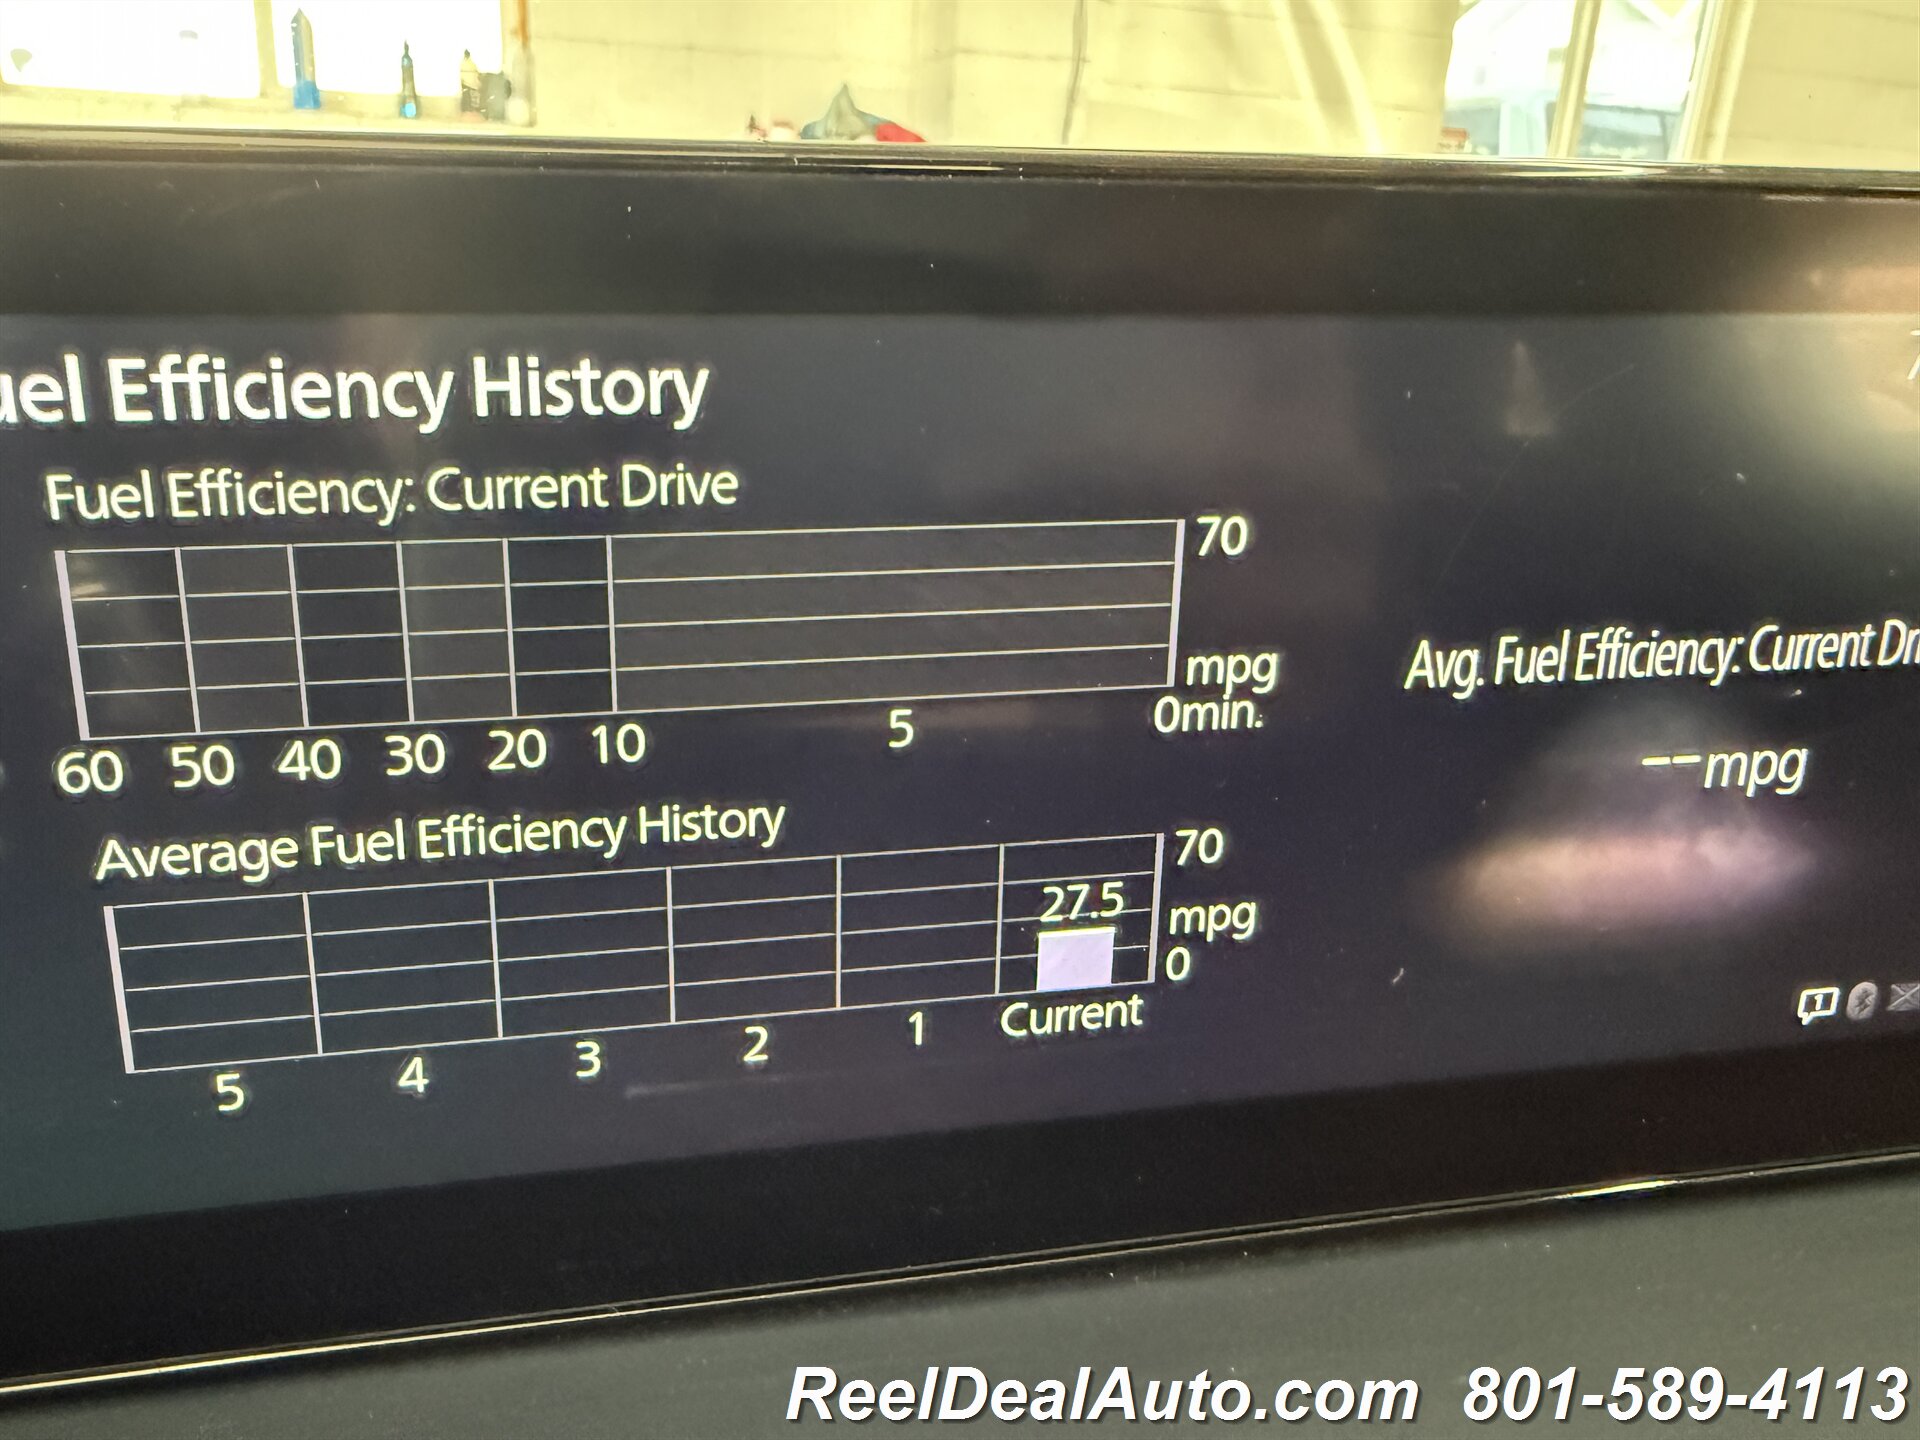 uel Efficiency History
Fuel Efficiency: Current Drive
70
mpg
60 50 40 30 20 10 5 0min.
Avg. Fuel Efficiency: Current Dri
--mpg
Average Fuel Efficiency History
70
27.5
mpg
0
5 4 3 2 1 Current
1
ReelDealAuto.com 801-589-4113